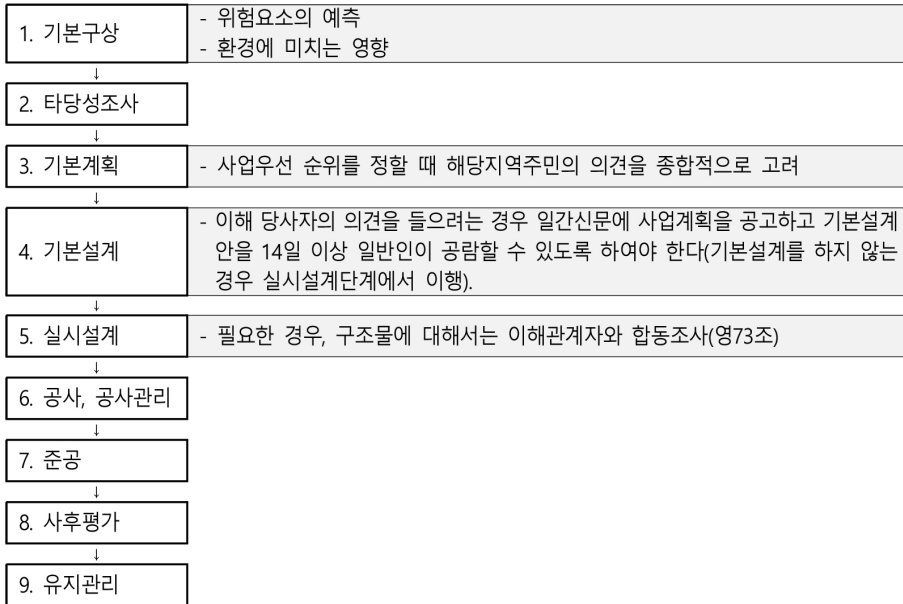 1. 기본구상
- 위험요소의 예측
- 환경에 미치는 영향
↓
2. 타당성조사
↓
3. 기본계획
- 사업우선 순위를 정할 때 해당지역주민의 의견을 종합적으로 고려
↓
4. 기본설계
- 이해 당사자의 의견을 들으려는 경우 일간신문에 사업계획을 공고하고 기본설계
안을 14일 이상 일반인이 공람할 수 있도록 하여야 한다(기본설계를 하지 않는
경우 실시설계단계에서 이행).
↓
5. 실시설계
- 필요한 경우, 구조물에 대해서는 이해관계자와 합동조사(영73조)
↓
6. 공사, 공사관리
↓
7. 준공
↓
8. 사후평가
↓
9. 유지관리